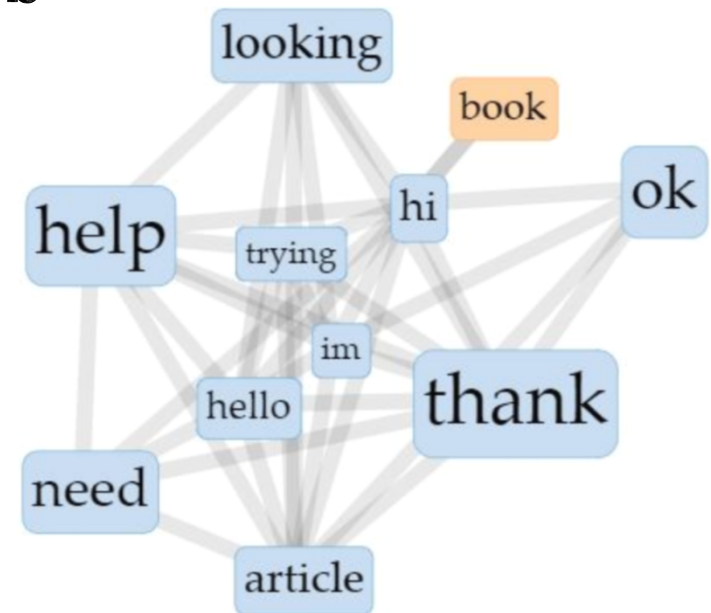 looking
book
ok
hi
help
trying
im
thank
hello
need
article